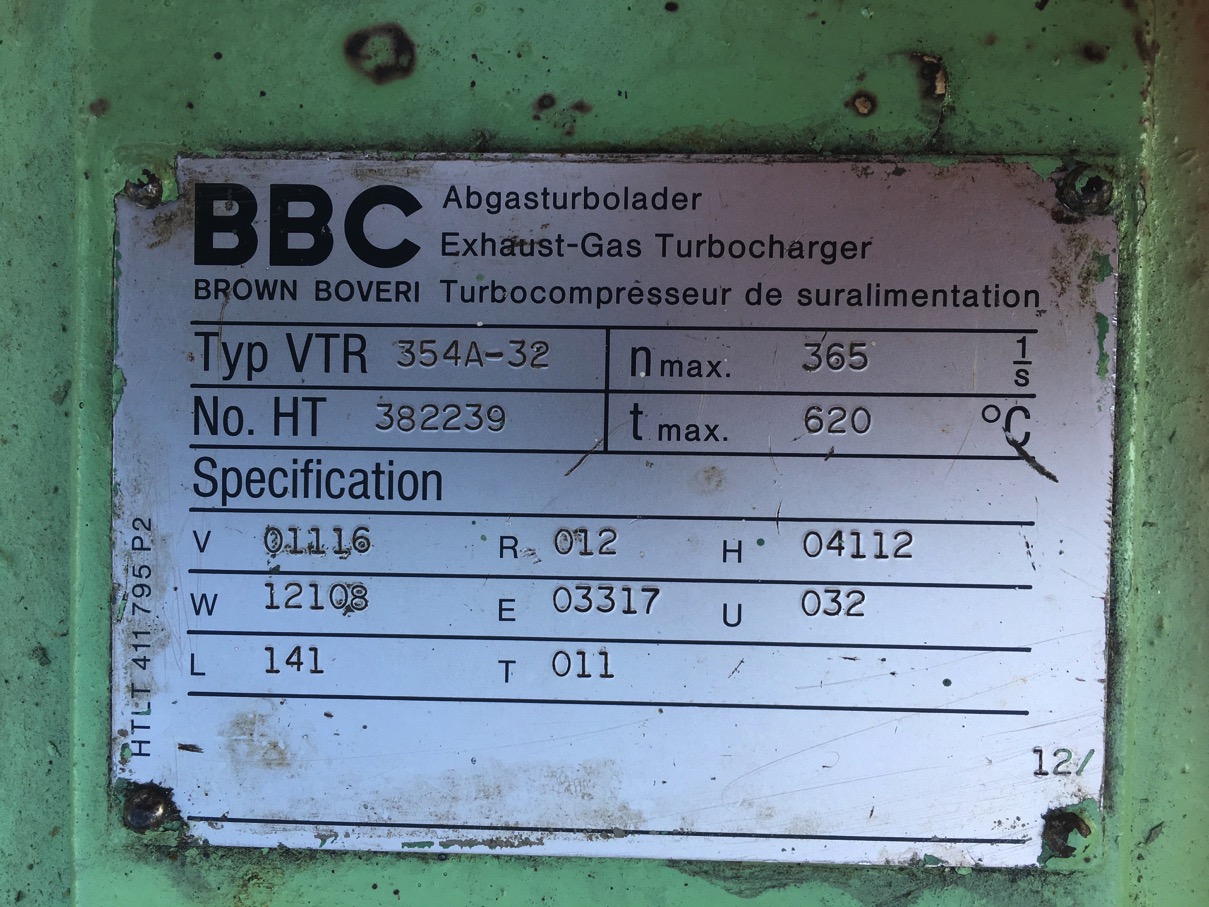 BBC Abgasturbolader
Exhaust-Gas Turbocharger
BROWN BOVERI Turbocompresseur de suralimentation
Typ VTR 354A-32 n max. 365 1/s
No. HT 382239 t max. 620 °C
Specification
V 01116 R 012 H 04112
W 12108 E 03317 U 032
L 141 T 011
12/
HTLT 411 795 P2